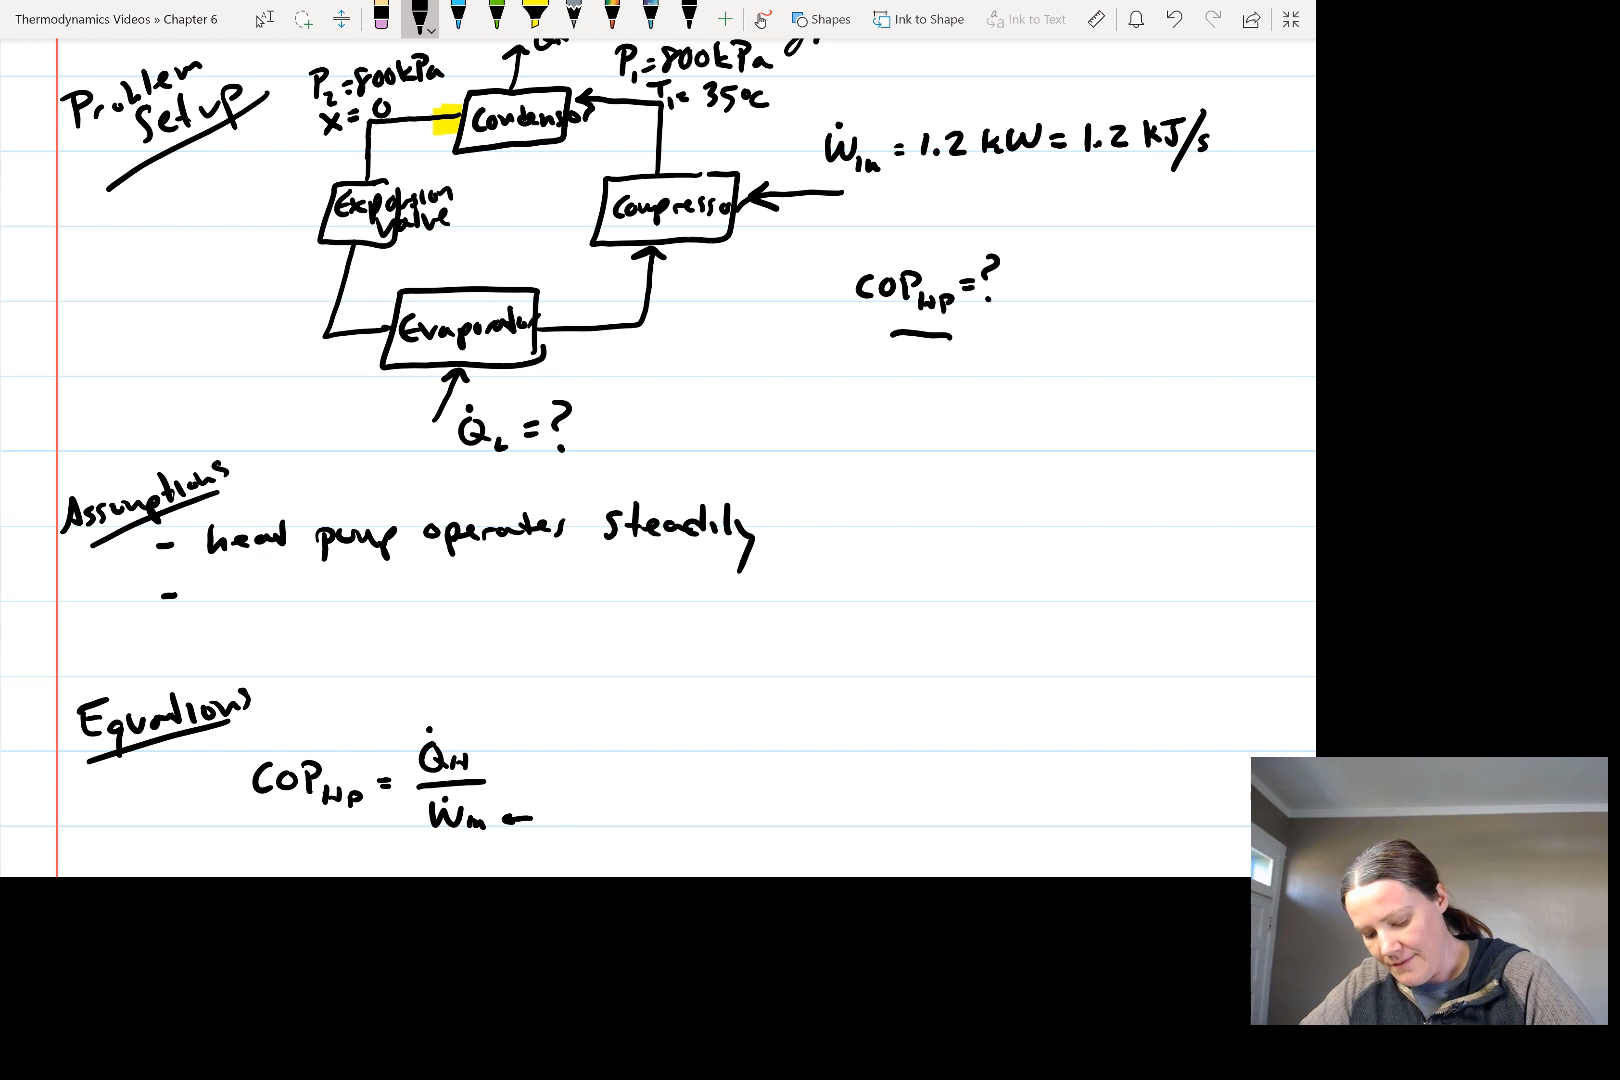 Thermodynamics Videos » Chapter 6
Shapes
Ink to Shape
Ink to Text
Problem
Setup
P₂=800kPa
x=0
P₁=800kPa
T₁=35°C
Condensor
Ẇin = 1.2 kW = 1.2 kJ/s
Expansion
valve
Compressor
COPHP=?
Evaporator
Q̇L =?
Assumptions
- head pump operates steadily
-
Equations
COPHP = Q̇H
Ẇin ←